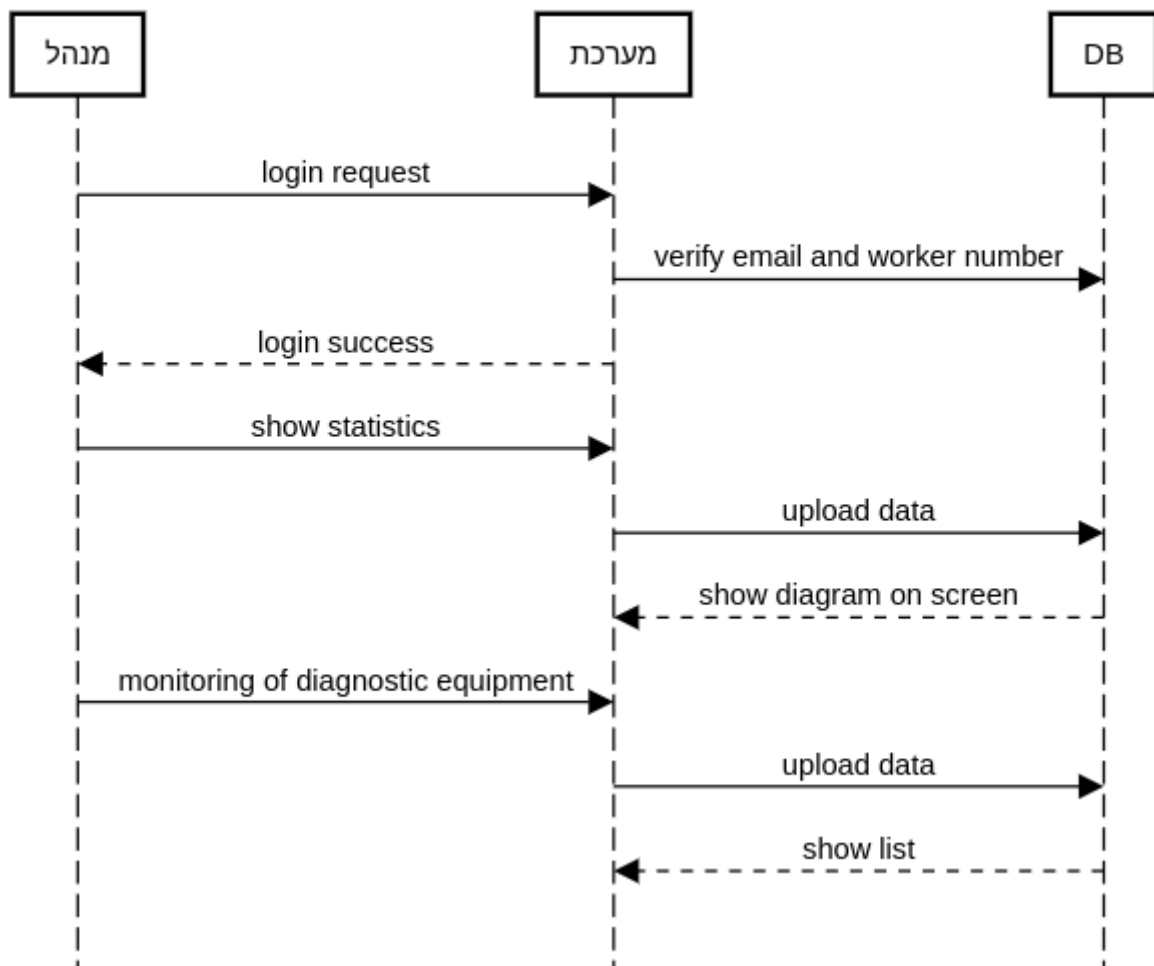 מנהל
מערכת
DB
login request
verify email and worker number
login success
show statistics
upload data
show diagram on screen
monitoring of diagnostic equipment
upload data
show list